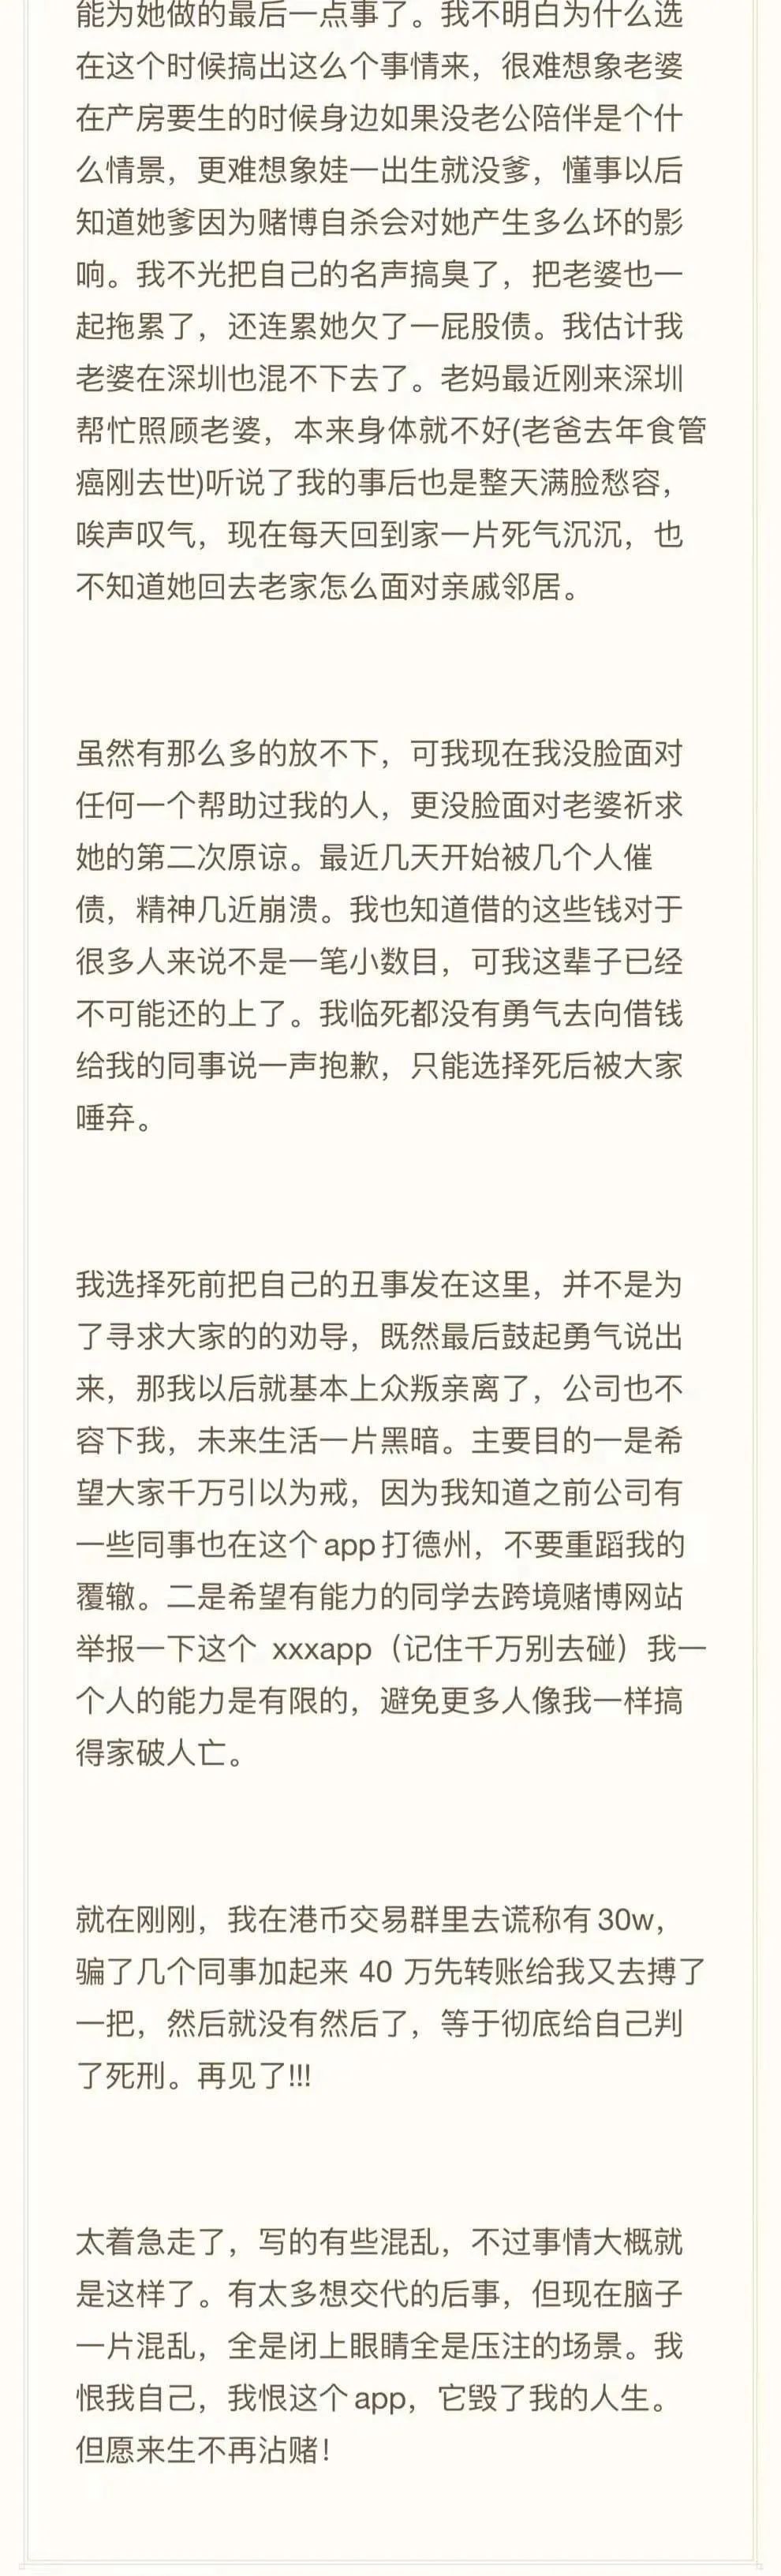 能为她做的最后一点事了。我不明白为什么选
在这个时候搞出这么个事情来，很难想象老婆
在产房要生的时候身边如果没老公陪伴是个什
么情景，更难想象娃一出生就没爹，懂事以后
知道她爹因为赌博自杀会对她产生多么坏的影
响。我不光把自己的名声搞臭了，把老婆也一
起拖累了，还连累她欠了一屁股债。我估计我
老婆在深圳也混不下去了。老妈最近刚来深圳
帮忙照顾老婆，本来身体就不好(老爸去年食管
癌刚去世)听说了我的事后也是整天满脸愁容，
唉声叹气，现在每天回到家一片死气沉沉，也
不知道她回去老家怎么面对亲戚邻居。
虽然有那么多的放不下，可我现在我没脸面对
任何一个帮助过我的人，更没脸面对老婆祈求
她的第二次原谅。最近几天开始被几个人催
债，精神几近崩溃。我也知道借的这些钱对于
很多人来说不是一笔小数目，可我这辈子已经
不可能还的上了。我临死都没有勇气去向借钱
给我的同事说一声抱歉，只能选择死后被大家
唾弃。
我选择死前把自己的丑事发在这里，并不是为
了寻求大家的的劝导，既然最后鼓起勇气说出
来，那我以后就基本上众叛亲离了，公司也不
容下我，未来生活一片黑暗。主要目的一是希
望大家千万引以为戒，因为我知道之前公司有
一些同事也在这个app打德州，不要重蹈我的
覆辙。二是希望有能力的同学去跨境赌博网站
举报一下这个 xxxapp（记住千万别去碰）我一
个人的能力是有限的，避免更多人像我一样搞
得家破人亡。
就在刚刚，我在港币交易群里去谎称有30w，
骗了几个同事加起来 40 万先转账给我又去搏了
一把，然后就没有然后了，等于彻底给自己判
了死刑。再见了!!!
太着急走了，写的有些混乱，不过事情大概就
是这样了。有太多想交代的后事，但现在脑子
一片混乱，全是闭上眼睛全是压注的场景。我
恨我自己，我恨这个app，它毁了我的人生。
但愿来生不再沾赌！